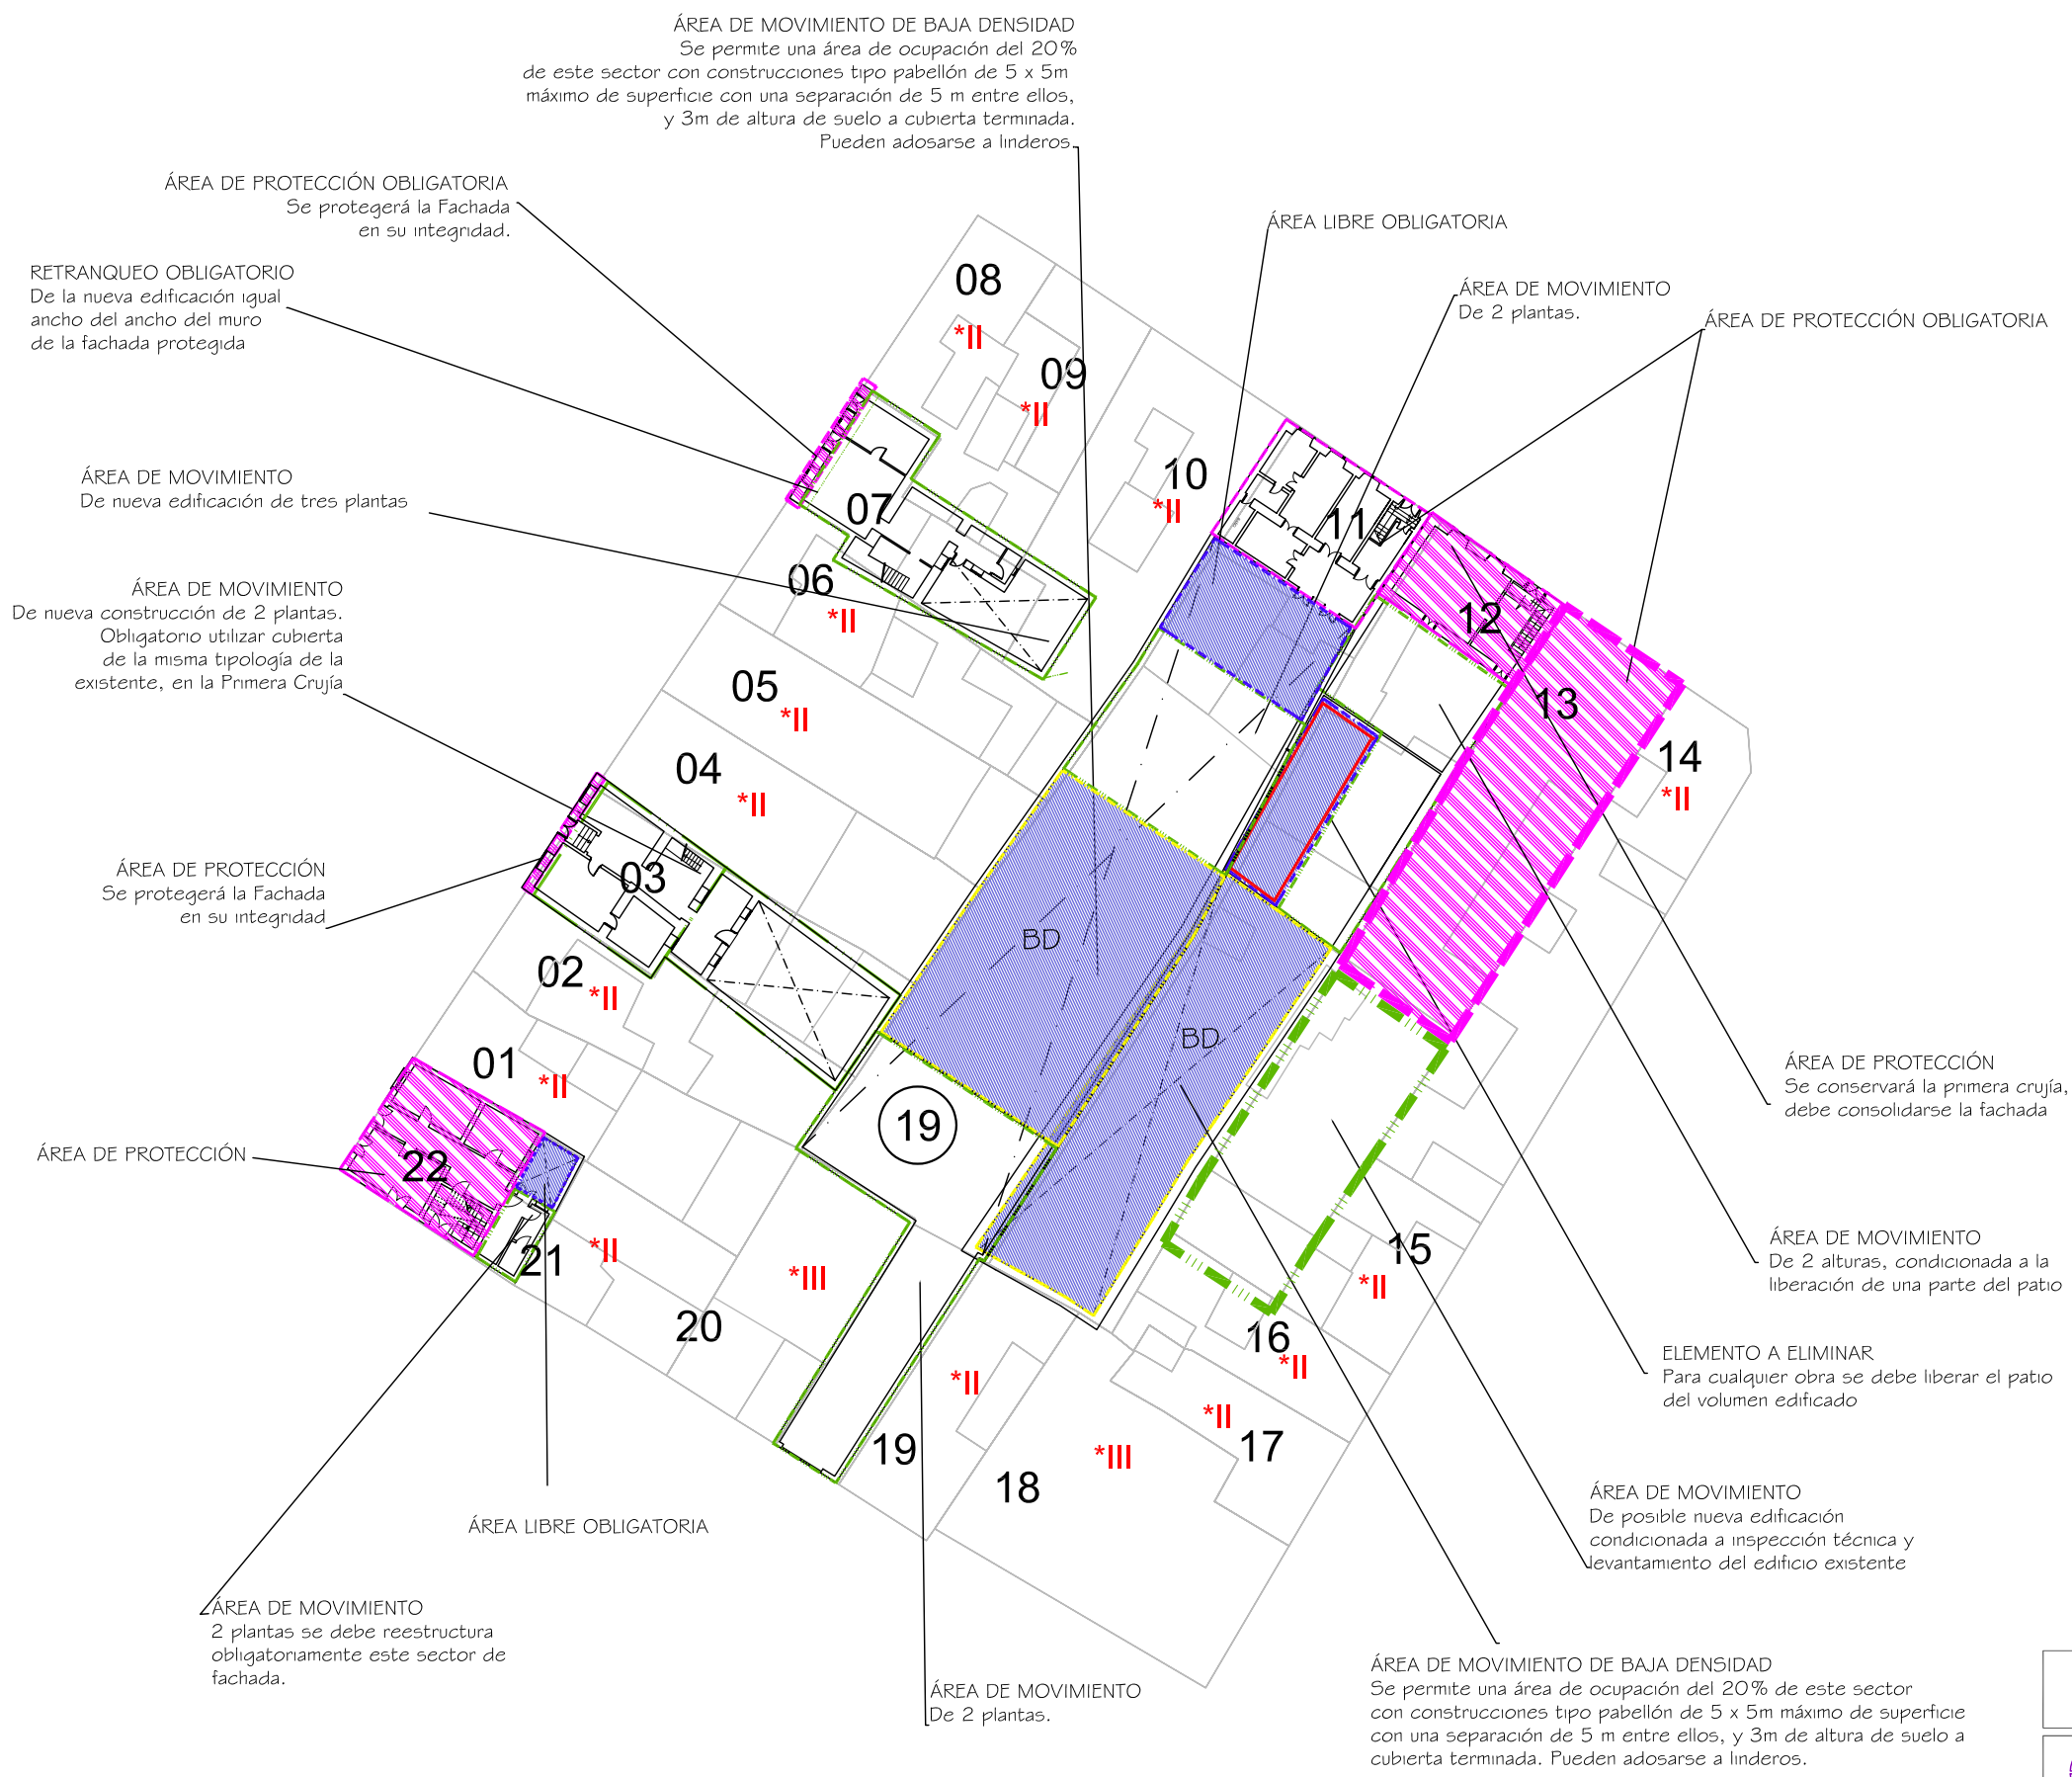 ÁREA DE MOVIMIENTO DE BAJA DENSIDAD
Se permite una área de ocupación del 20%
de este sector con construcciones tipo pabellón de 5 x 5m
máximo de superficie con una separación de 5 m entre ellos,
y 3m de altura de suelo a cubierta terminada.
Pueden adosarse a linderos.
ÁREA DE PROTECCIÓN OBLIGATORIA
Se protegerá la Fachada
en su integridad.
RETRANQUEO OBLIGATORIO
De la nueva edificación igual
ancho del ancho del muro
de la fachada protegida
ÁREA DE MOVIMIENTO
De nueva edificación de tres plantas
ÁREA DE MOVIMIENTO
De nueva construcción de 2 plantas.
Obligatorio utilizar cubierta
de la misma tipología de la
existente, en la Primera Crujía
ÁREA DE PROTECCIÓN
Se protegerá la Fachada
en su integridad
ÁREA DE PROTECCIÓN
ÁREA LIBRE OBLIGATORIA
ÁREA DE MOVIMIENTO
2 plantas se debe reestructura
obligatoriamente este sector de
fachada.
ÁREA DE MOVIMIENTO
De 2 plantas.
ÁREA LIBRE OBLIGATORIA
ÁREA DE MOVIMIENTO
De 2 plantas.
ÁREA DE PROTECCIÓN OBLIGATORIA
ÁREA DE PROTECCIÓN
Se conservará la primera crujía,
debe consolidarse la fachada
ÁREA DE MOVIMIENTO
De 2 alturas, condicionada a la
liberación de una parte del patio
ELEMENTO A ELIMINAR
Para cualquier obra se debe liberar el patio
del volumen edificado
ÁREA DE MOVIMIENTO
De posible nueva edificación
condicionada a inspección técnica y
levantamiento del edificio existente
ÁREA DE MOVIMIENTO DE BAJA DENSIDAD
Se permite una área de ocupación del 20% de este sector
con construcciones tipo pabellón de 5 x 5m máximo de superficie
con una separación de 5 m entre ellos, y 3m de altura de suelo a
cubierta terminada. Pueden adosarse a linderos.
08
*II
09
*II
10
*II
11
07
06
*II
12
13
14
*II
05
*II
04
*II
03
BD
BD
02
*II
01
*II
19
22
21
*II
*III
20
15
*II
16
*II
*II
17
19
*II
18
*III